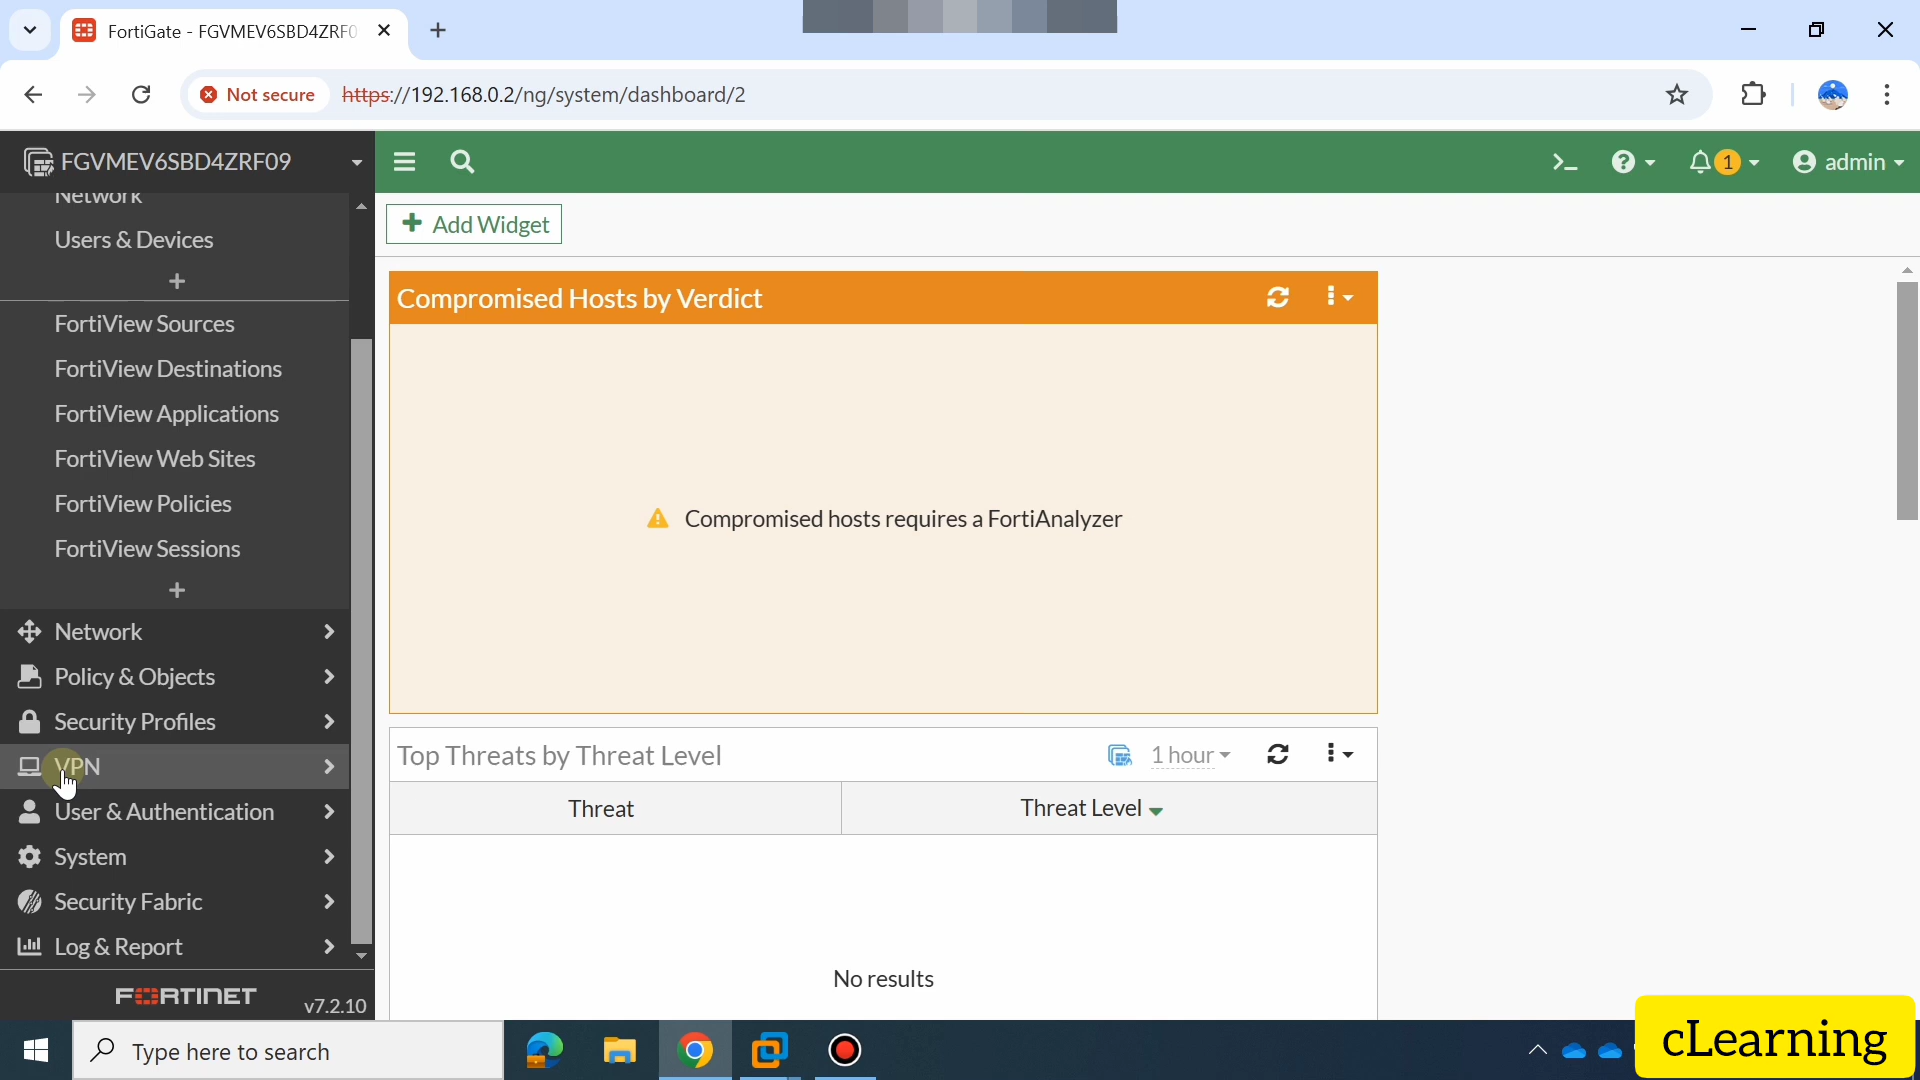 FortiGate - FGVMEV6SBD4ZRF0
Not secure
https://192.168.0.2/ng/system/dashboard/2
FGVMEV6SBD4ZRF09
1
admin
Network
Users & Devices
+
FortiView Sources
FortiView Destinations
FortiView Applications
FortiView Web Sites
FortiView Policies
FortiView Sessions
+
Network
Policy & Objects
Security Profiles
VPN
User & Authentication
System
Security Fabric
Log & Report
FORTINET
v7.2.10
+ Add Widget
Compromised Hosts by Verdict
Compromised hosts requires a FortiAnalyzer
Top Threats by Threat Level
1 hour
Threat
Threat Level
No results
Type here to search
cLearning